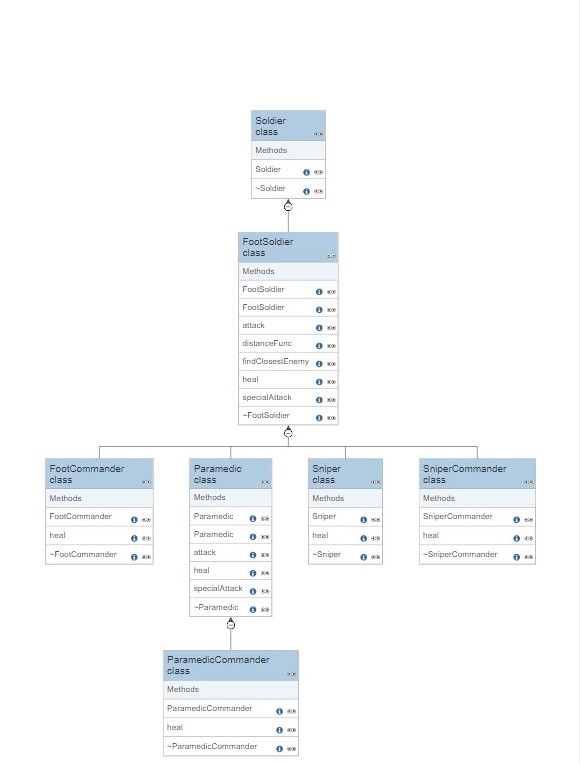 Soldier
class
Methods
Soldier
~Soldier
FootSoldier
class
Methods
FootSoldier
FootSoldier
attack
distanceFunc
findClosestEnemy
heal
specialAttack
~FootSoldier
FootCommander
class
Methods
FootCommander
heal
~FootCommander
Paramedic
class
Methods
Paramedic
Paramedic
attack
heal
specialAttack
~Paramedic
Sniper
class
Methods
Sniper
heal
~Sniper
SniperCommander
class
Methods
SniperCommander
heal
~SniperCommander
ParamedicCommander
class
Methods
ParamedicCommander
heal
~ParamedicCommander